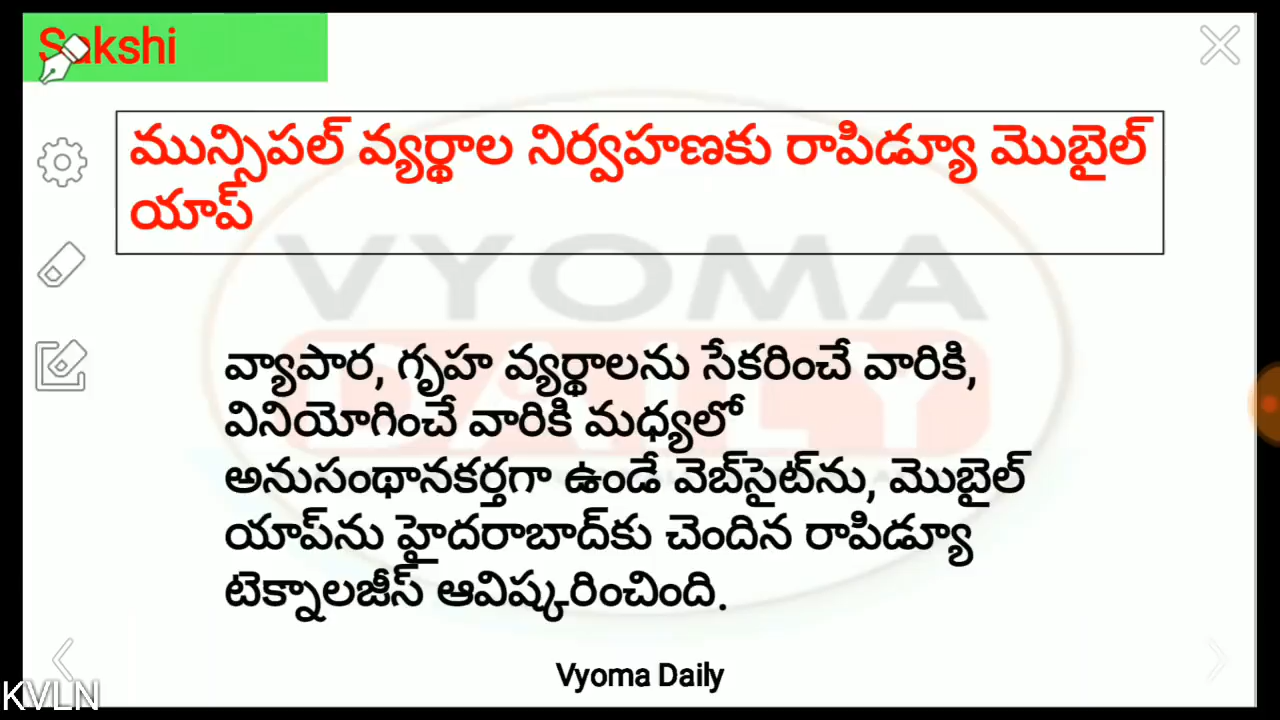 Sakshi
మున్సిపల్ వ్యర్థాల నిర్వహణకు రాపిడ్యూ మొబైల్
యాప్
VYOMA
DAILY
వ్యాపార, గృహ వ్యర్థాలను సేకరించే వారికి,
వినియోగించే వారికి మధ్యలో
అనుసంథానకర్తగా ఉండే వెబ్‌సైట్‌ను, మొబైల్
యాప్‌ను హైదరాబాద్‌కు చెందిన రాపిడ్యూ
టెక్నాలజీస్ ఆవిష్కరించింది.
Vyoma Daily
KVLN